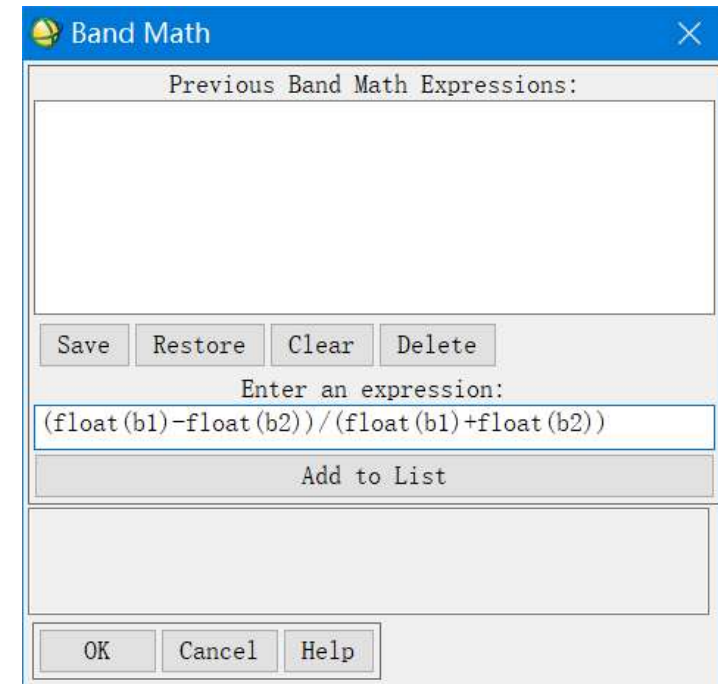 Band Math
Previous Band Math Expressions:
Save Restore Clear Delete
Enter an expression:
(float(b1)-float(b2))/(float(b1)+float(b2))
Add to List
OK Cancel Help